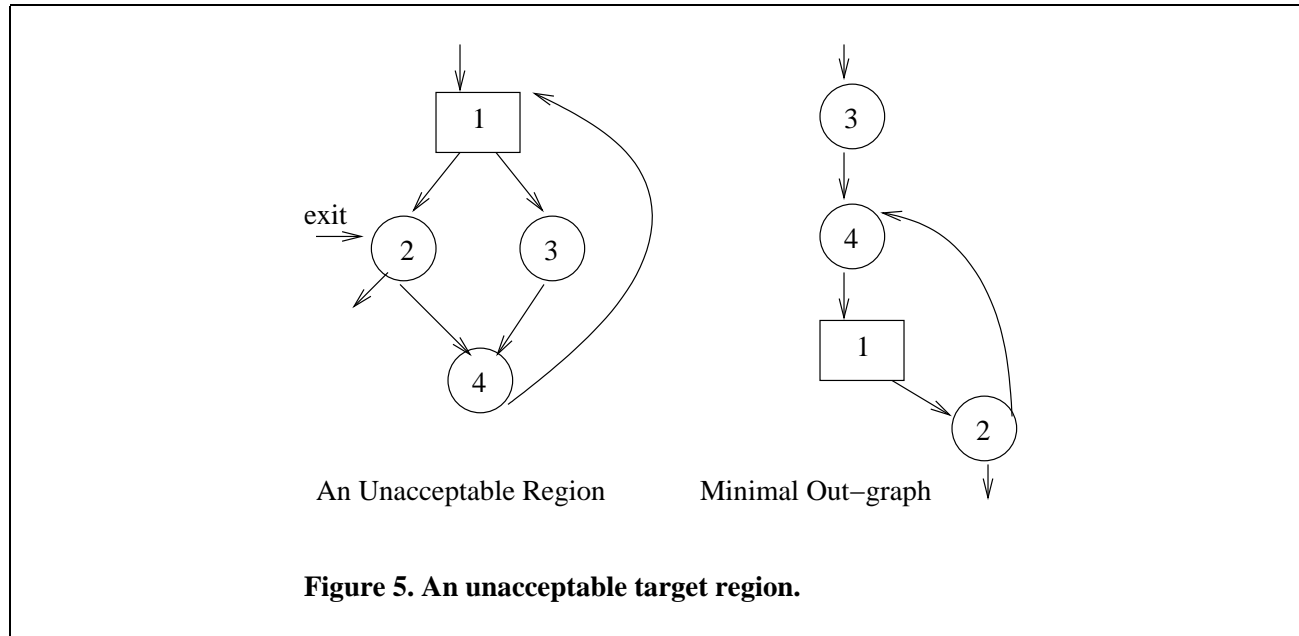 1
3
exit
2
3
4
4
1
2
An Unacceptable Region
Minimal Out−graph
Figure 5. An unacceptable target region.